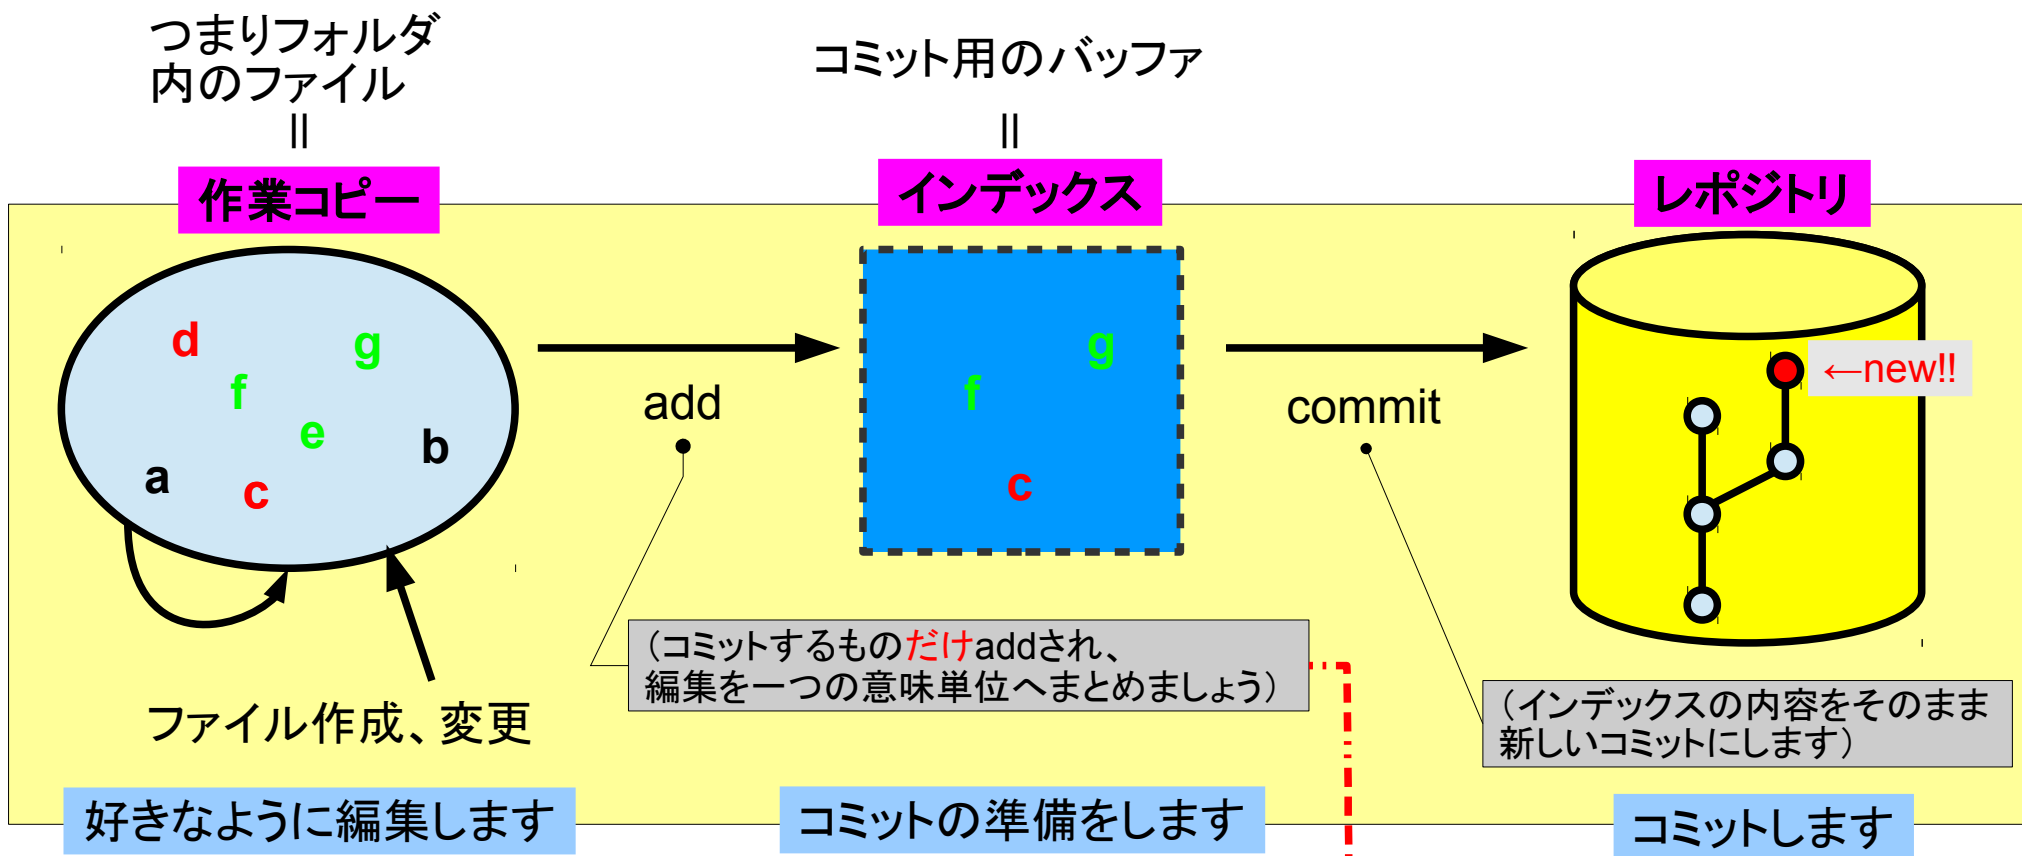 つまりフォルダ
内のファイル
||
コミット用のバッファ
||
作業コピー
インデックス
レポジトリ
d
g
f
e
b
a
c
add
g
f
c
commit
←new!!
（コミットするものだけaddされ、
編集を一つの意味単位へまとめましょう）
ファイル作成、変更
（インデックスの内容をそのまま
新しいコミットにします）
好きなように編集します
コミットの準備をします
コミットします